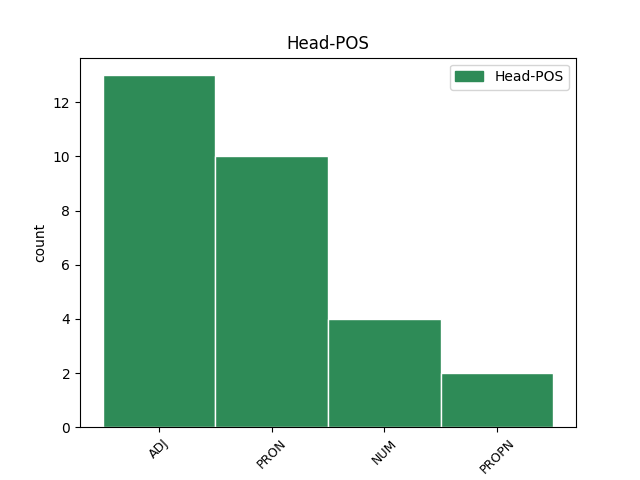 Head-POS
Head-POS
count
12
10
8
6
4
2
0
ADJ
PRON
NUM
PROPN